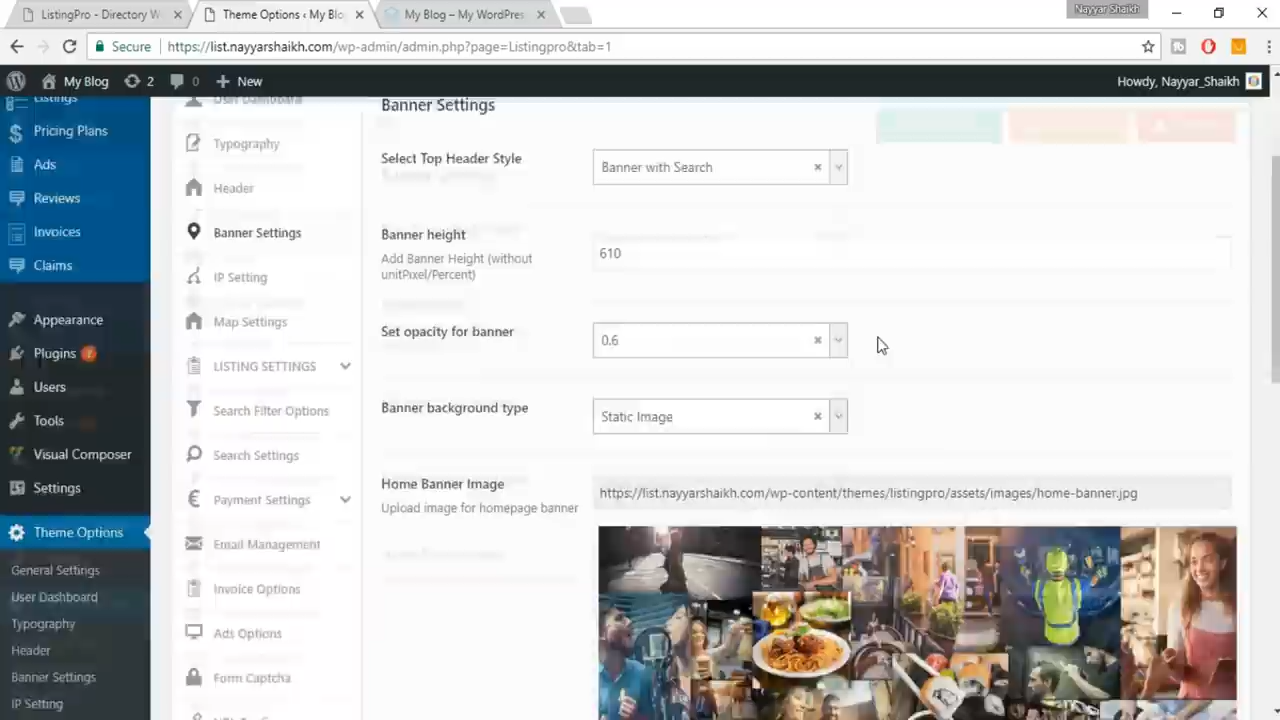 ListingPro - Directory W
Theme Options ‹ My Blo
My Blog – My WordPres
Nayyar Shaikh
Secure
https://list.nayyarshaikh.com/wp-admin/admin.php?page=Listingpro&tab=1
My Blog
2
0
New
Howdy, Nayyar_Shaikh
Listings
Pricing Plans
Ads
Reviews
Invoices
Claims
Appearance
Plugins
Users
Tools
Visual Composer
Settings
Theme Options
General Settings
User Dashboard
Typography
Header
Banner Settings
IP Setting
User Dashboard
Typography
Header
Banner Settings
IP Setting
Map Settings
LISTING SETTINGS
Search Filter Options
Search Settings
Payment Settings
Email Management
Invoice Options
Ads Options
Form Captcha
Banner Settings
Select Top Header Style
Banner with Search
Banner height
Add Banner Height (without
unitPixel/Percent)
610
Set opacity for banner
0.6
Banner background type
Static Image
Home Banner Image
Upload image for homepage banner
https://list.nayyarshaikh.com/wp-content/themes/listingpro/assets/images/home-banner.jpg